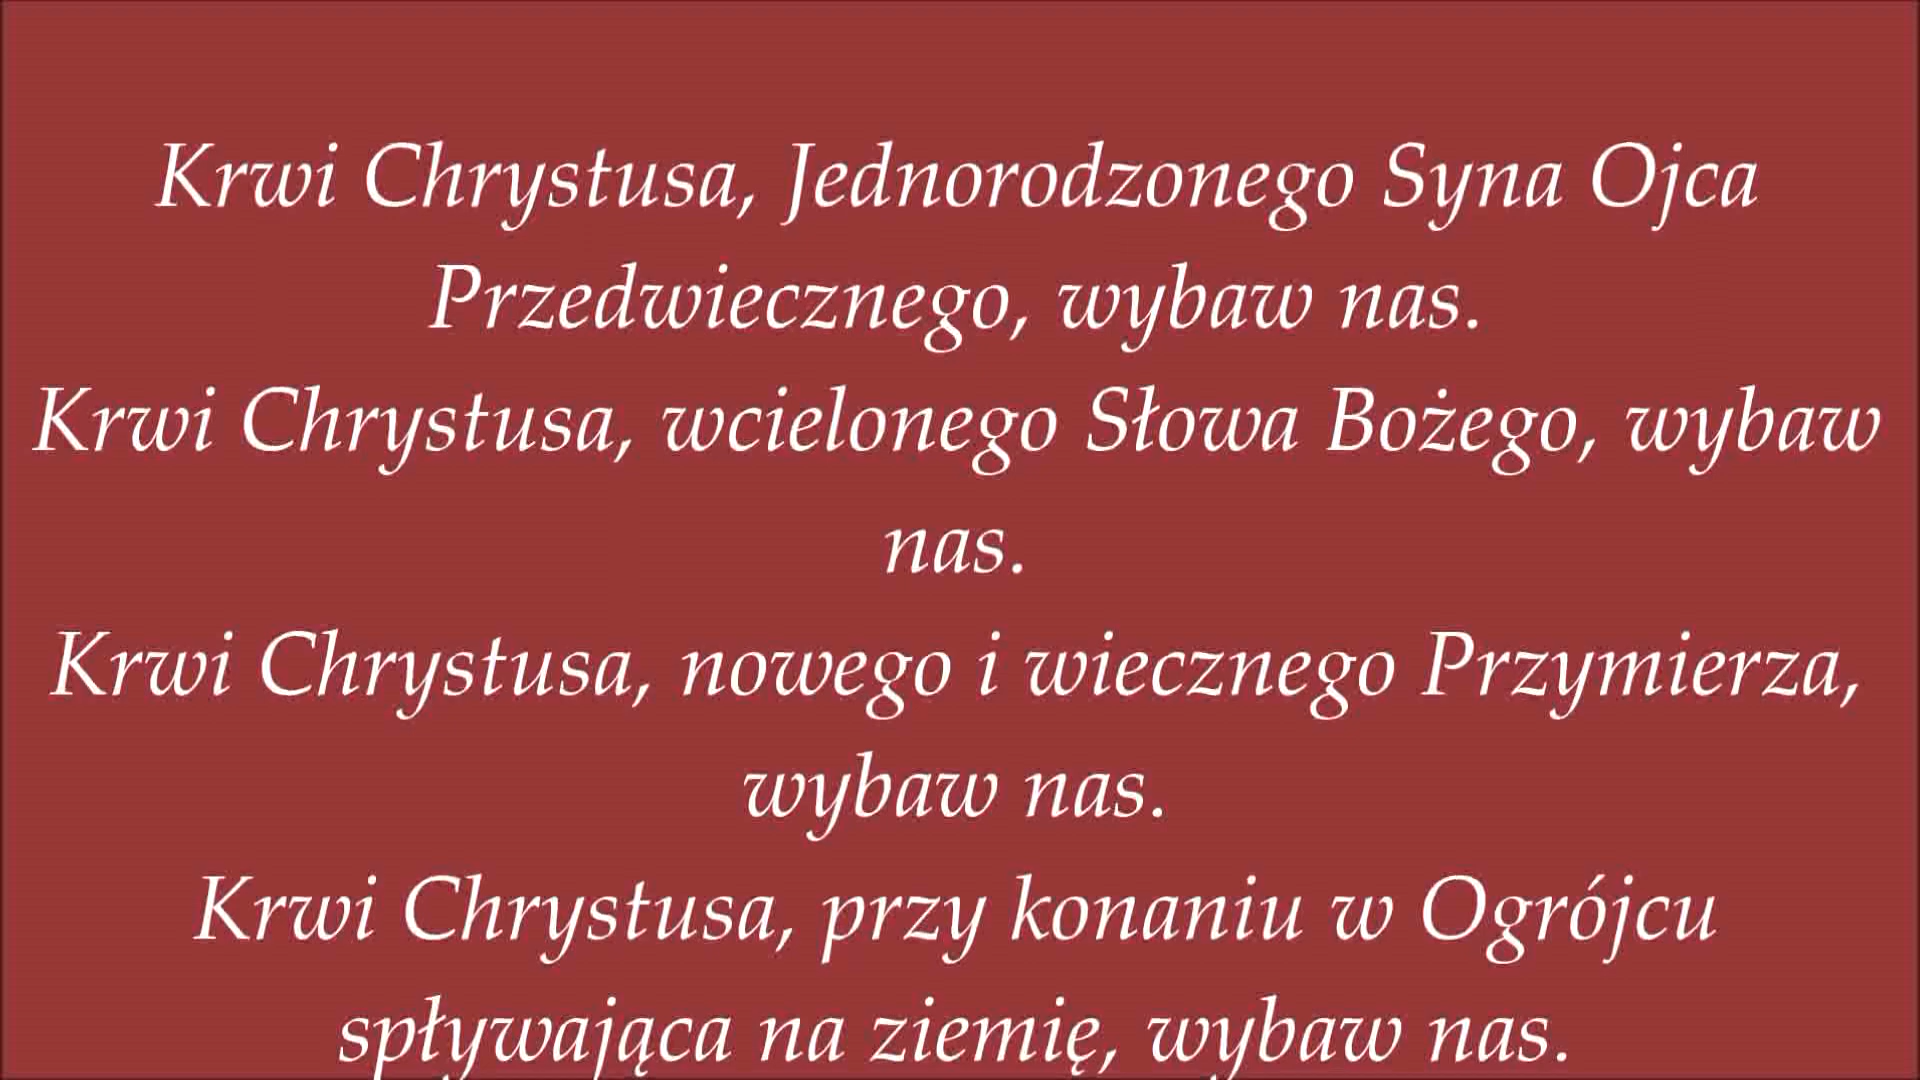 Krwi Chrystusa, Jednorodzonego Syna Ojca
Przedwiecznego, wybaw nas.
Krwi Chrystusa, wcielonego Słowa Bożego, wybaw
nas.
Krwi Chrystusa, nowego i wiecznego Przymierza,
wybaw nas.
Krwi Chrystusa, przy konaniu w Ogrójcu
spływająca na ziemię, wybaw nas.